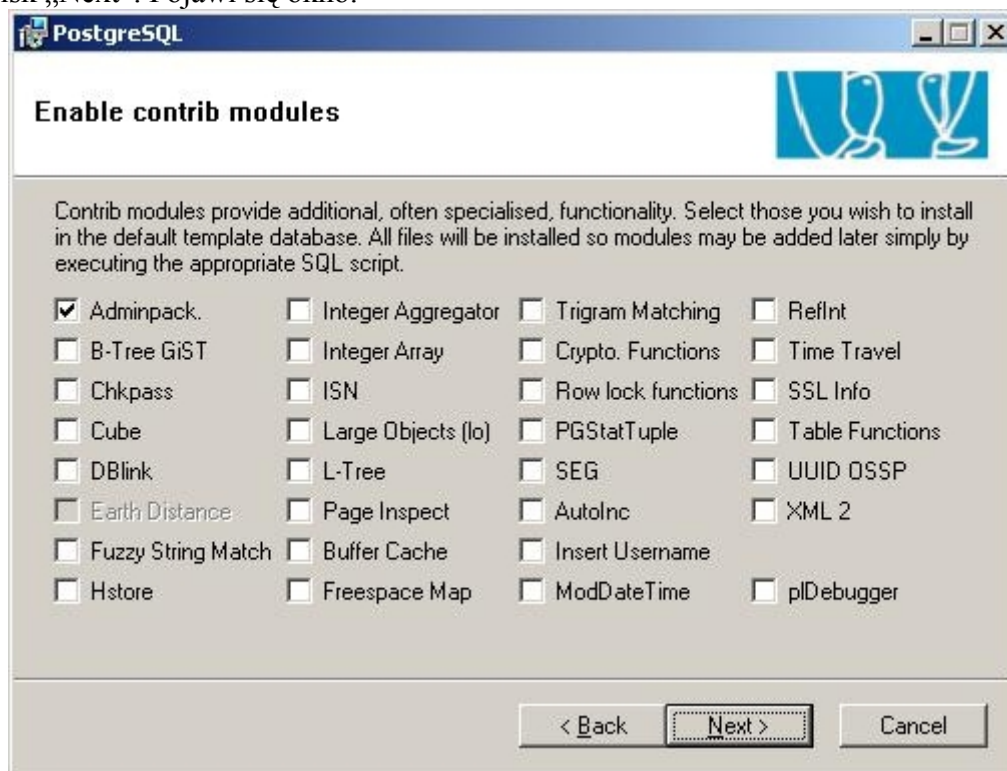 „Next”. Pojawi się okno:
PostgreSQL
Enable contrib modules
Contrib modules provide additional, often specialised, functionality. Select those you wish to install
in the default template database. All files will be installed so modules may be added later simply by
executing the appropriate SQL script.
Adminpack. Integer Aggregator Trigram Matching RefInt
B-Tree GiST Integer Array Crypto. Functions Time Travel
Chkpass ISN Row lock functions SSL Info
Cube Large Objects (lo) PGStatTuple Table Functions
DBlink L-Tree SEG UUID OSSP
Earth Distance Page Inspect AutoInc XML 2
Fuzzy String Match Buffer Cache Insert Username
Hstore Freespace Map ModDateTime plDebugger
< Back Next > Cancel